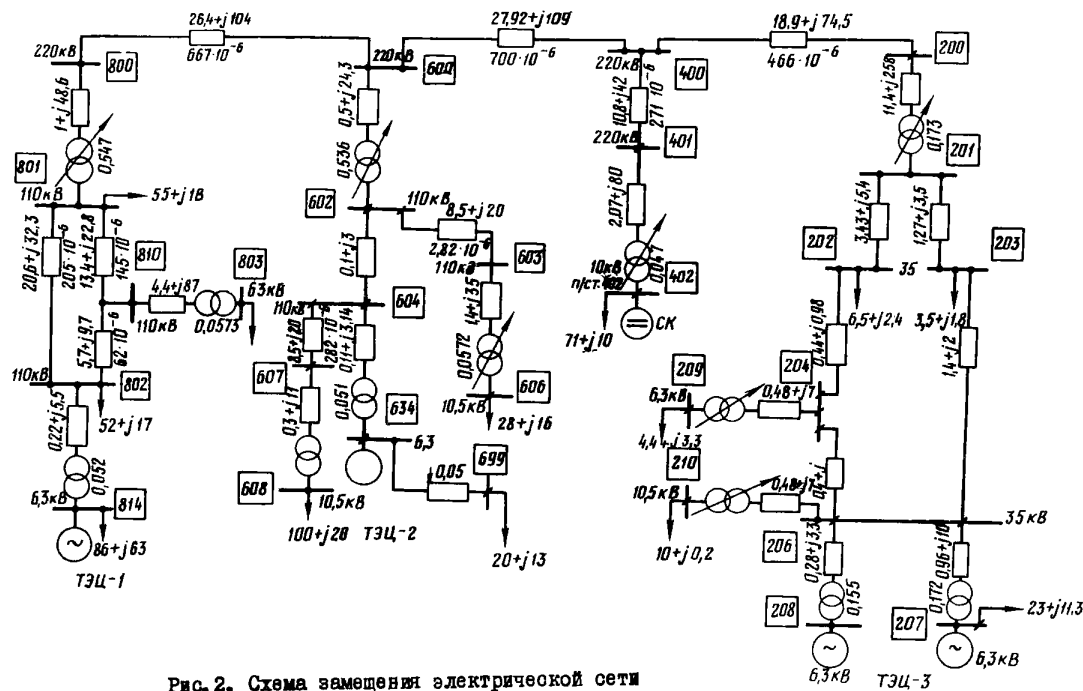 26,4+j104
667·10⁻⁶
220кв
800
1+j48,6
0,547
801
110кв
55+j18
20,6+j32,3
205·10⁻⁶
13,4+j22,8
145·10⁻⁶
810
4,4+j87
0,0573
803
63кв
110кв
5,7+j9,7
62·10⁻⁶
110кв
802
52+j17
0,22+j5,5
0,052
6,3кв
814
86+j63
ТЭЦ-1
27,92+j109
700·10⁻⁶
600
0,5+j24,3
0,536
602
110кв
8,5+j20
2,82·10⁻⁶
603
110ка
1,4+j35
0,0572
606
10,5кв
28+j16
0,1+j3
604
110кв
8,5+j20
282·10⁻⁶
607
0,3+j11
608
10,5кв
100+j28
0,11+j3,14
0,051
634
6,3
ТЭЦ-2
0,05
699
20+j13
18,9+j74,5
466·10⁻⁶
220кв
400
10,8+j42
271 10⁻⁶
220кв
401
2,07+j80
0,047
10кв
п/ст.
402
СК
71+j10
200
11,4+j258
0,173
201
3,43+j5,4
1,27+j3,5
202
35
203
6,5+j2,4
3,5+j1,8
0,44+j0,98
1,4+j2
204
209
6,3кв
0,48+j7
4,4+j3,3
210
10,5кв
0,48+j7
10+j0,2
0,4+j
35кв
206
0,28+j3,3
0,155
208
6,3кв
0,96+j10
0,172
207
23+j11,3
6,3кв
ТЭЦ-3
Рис.2. Схема замещения электрической сети